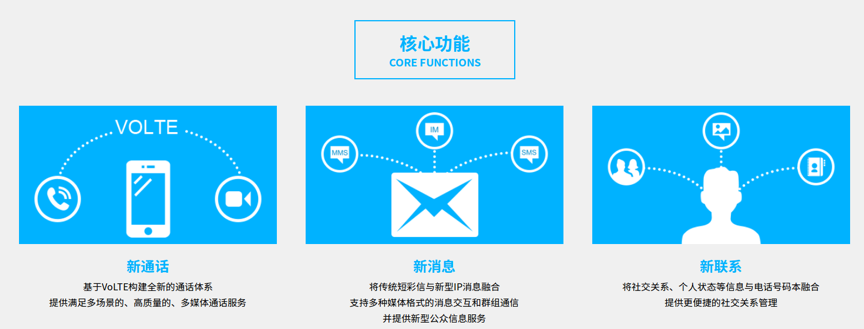 核心功能
CORE FUNCTIONS
VOLTE
MMS
IM
SMS
新通话
基于VoLTE构建全新的通话体系
提供满足多场景的、高质量的、多媒体通话服务
新消息
将传统短彩信与新型IP消息融合
支持多种媒体格式的消息交互和群组通信
并提供新型公众信息服务
新联系
将社交关系、个人状态等信息与电话号码本融合
提供更便捷的社交关系管理